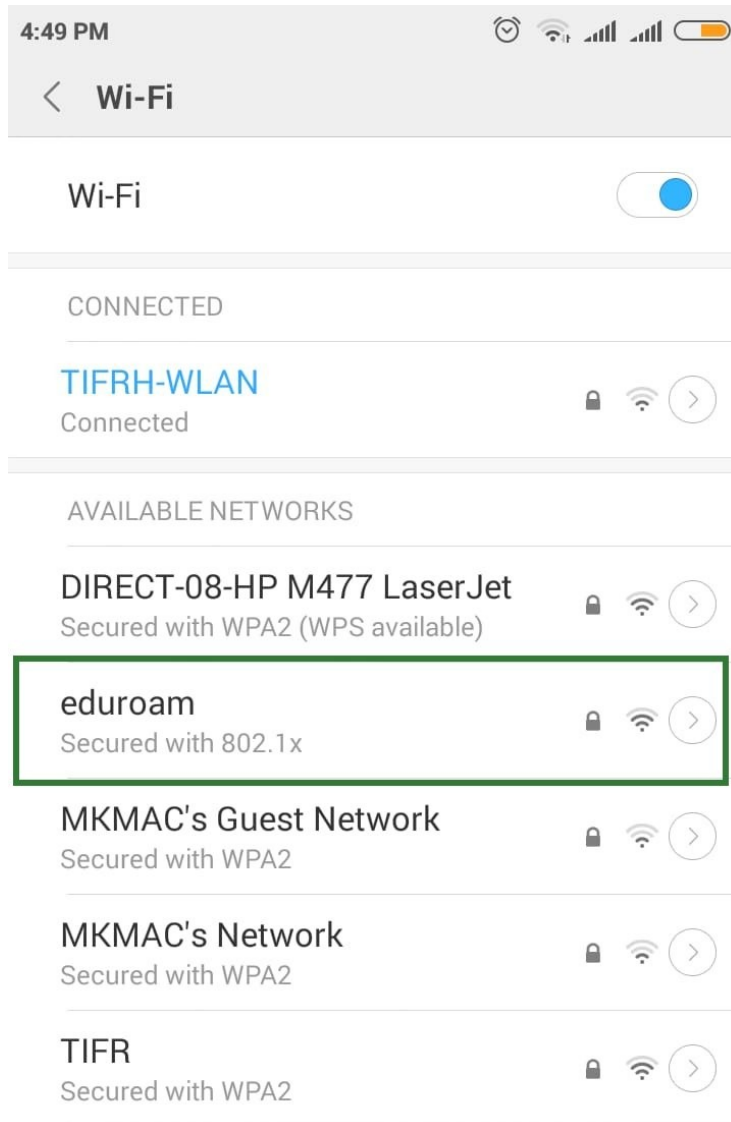 4:49 PM
Wi-Fi
Wi-Fi
CONNECTED
TIFRH-WLAN
Connected
AVAILABLE NETWORKS
DIRECT-08-HP M477 LaserJet
Secured with WPA2 (WPS available)
eduroam
Secured with 802.1x
MKMAC's Guest Network
Secured with WPA2
MKMAC's Network
Secured with WPA2
TIFR
Secured with WPA2